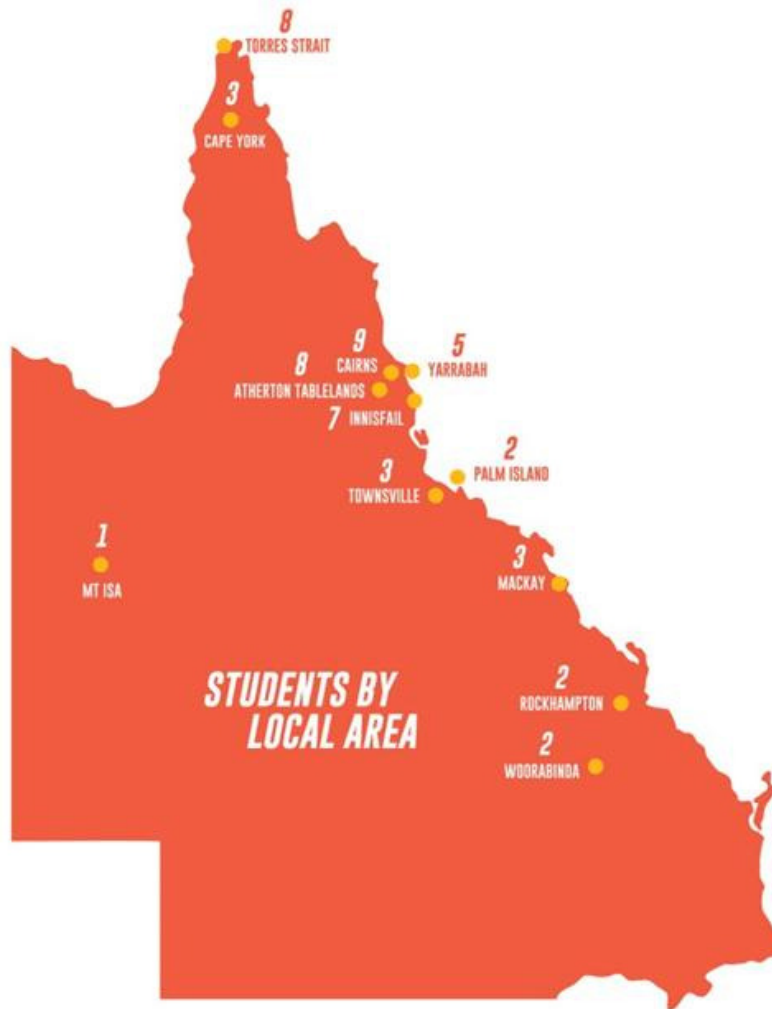 8
TORRES STRAIT
3
CAPE YORK
9
CAIRNS
5
YARRABAH
8
ATHERTON TABLELANDS
7 INNISFAIL
2
PALM ISLAND
3
TOWNSVILLE
1
MT ISA
3
MACKAY
STUDENTS BY
LOCAL AREA
2
ROCKHAMPTON
2
WOORABINDA